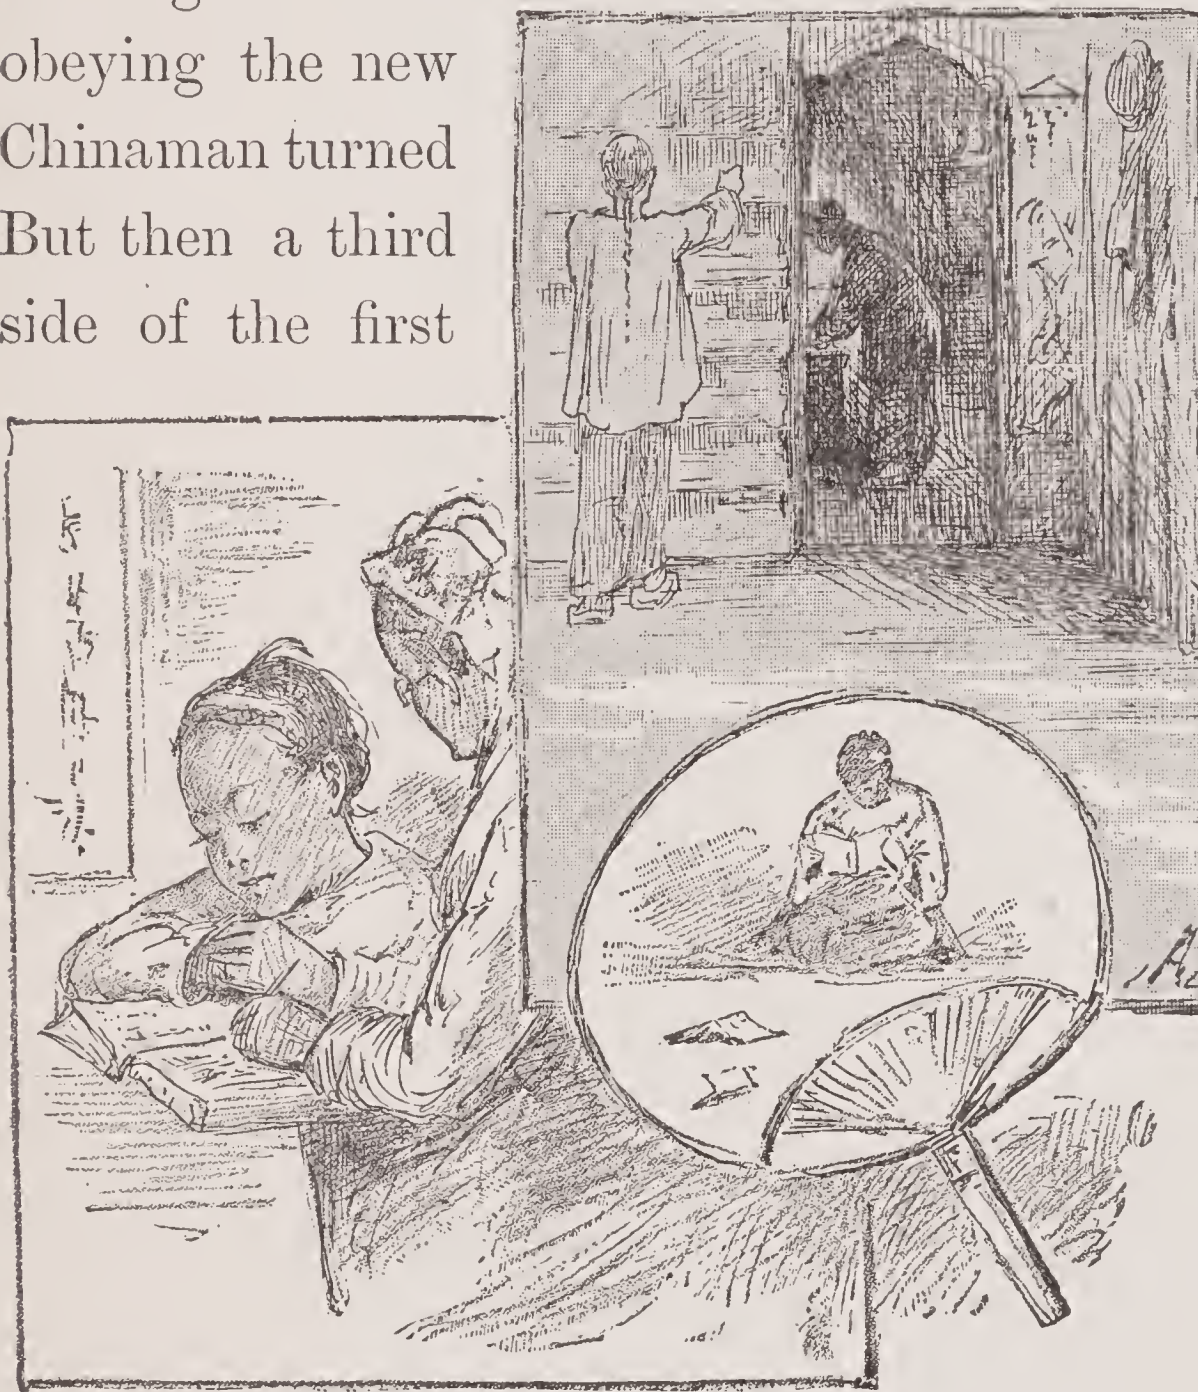 obeying the new
Chinaman turned
But then a third
side of the first